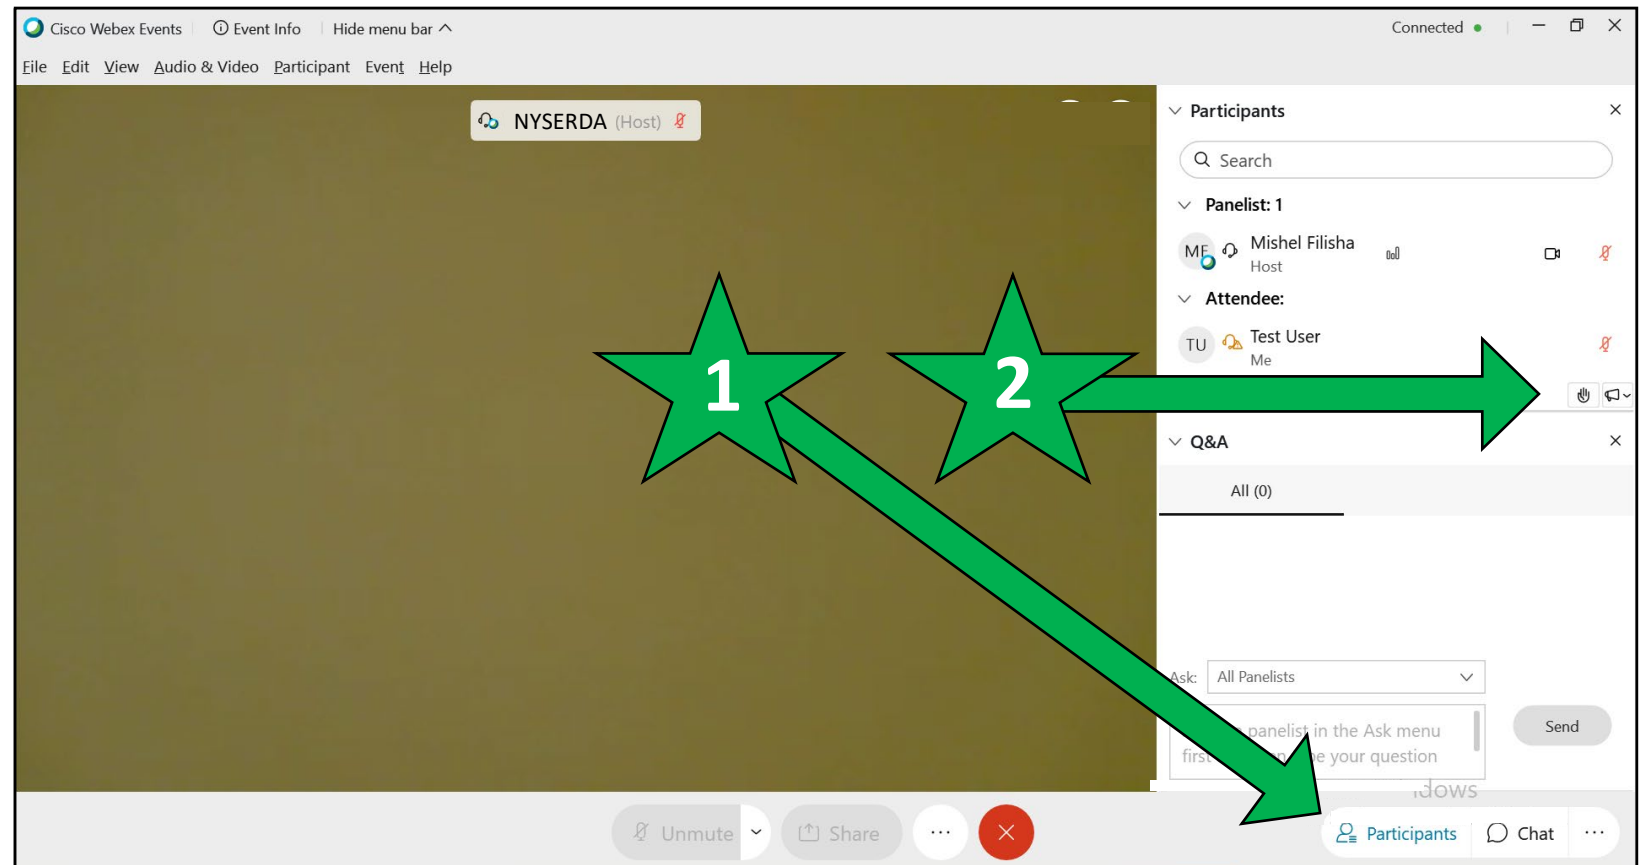 Cisco Webex Events Event Info Hide menu bar
Connected
File Edit View Audio & Video Participant Event Help
NYSERDA (Host)
Participants
Search
Panelist: 1
MF Mishel Filisha
Host
Attendee:
TU Test User
Me
1
2
Q&A
All (0)
Ask: All Panelists
panelist in the Ask menu
first your question
Send
Unmute Share
Participants Chat